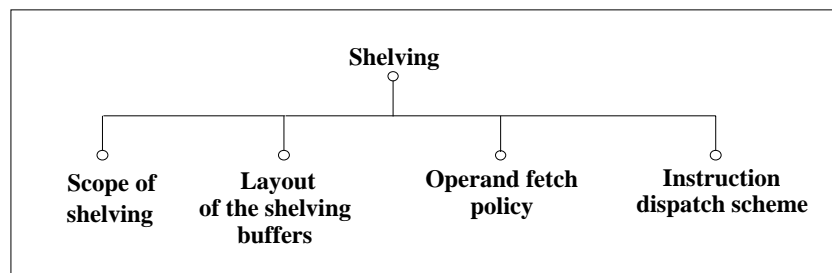 Shelving
Scope of
shelving
Layout
of the shelving
buffers
Operand fetch
policy
Instruction
dispatch scheme